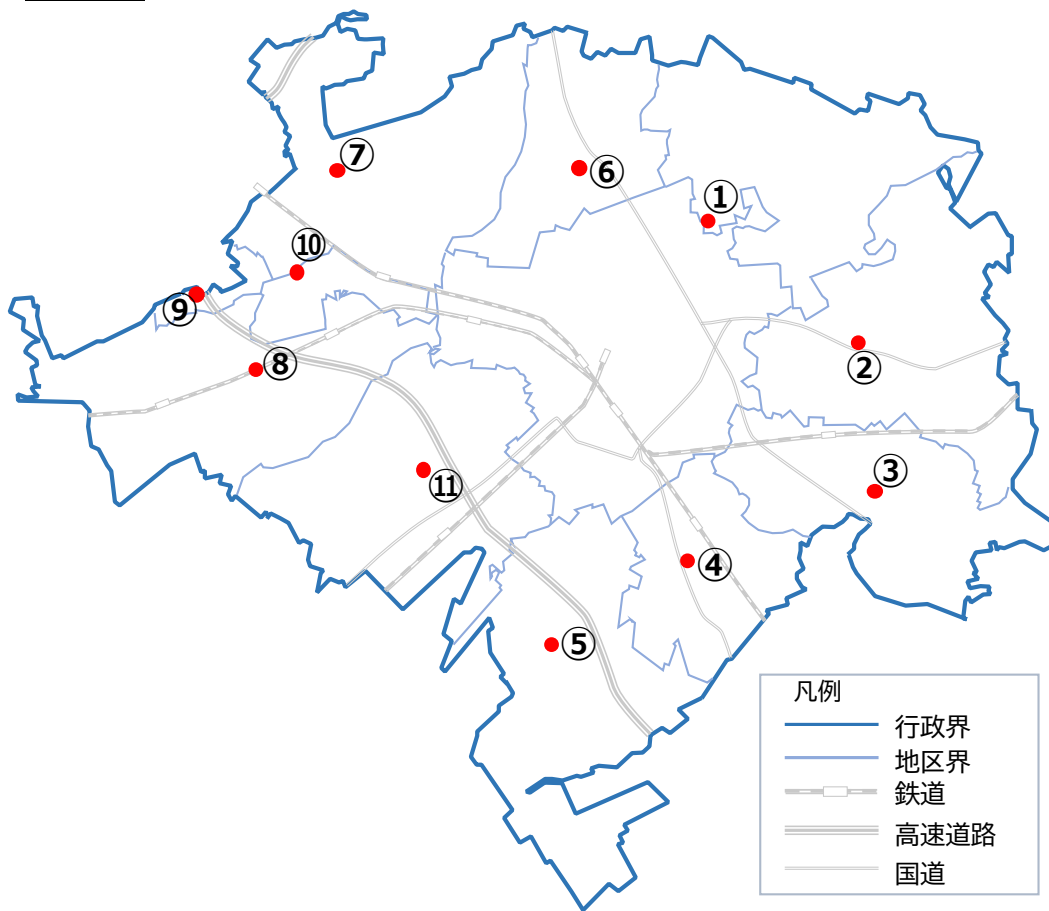 ⑦
⑥
①
⑩
⑨
②
⑧
③
⑪
④
⑤
凡例
行政界
地区界
鉄道
高速道路
国道